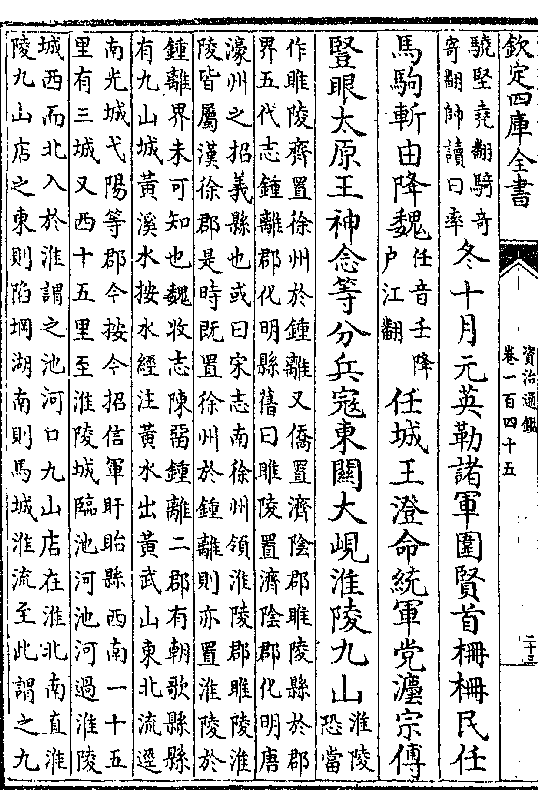 欽定四庫全書
資治通鑑
卷一百四十五
二十三
驍堅堯翻騎奇
寄翻帥讀曰率
冬十月元英勒諸軍圍賢首柵柵民任
馬駒斬由降魏
任音壬降
户江翻
任城王澄命統軍党灋宗傅
豎眼太原王神念等分兵寇東關大峴淮陵九山
淮陵
恐當
作睢陵齊置徐州於鍾離又僑置濟陰郡睢陵縣於郡
界五代志鍾離郡化明縣舊曰睢陵置濟陰郡化明唐
濠州之招義縣也或曰宋志南徐州領淮陵郡睢陵淮
陵皆屬漢徐郡是時既置徐州於鍾離則亦置淮陵於
鍾離界未可知也魏收志陳留鍾離二郡有朝歌縣縣
有九山城黃溪水按水經注黃水出黃武山東北流逕
南光城弋陽等郡今按今招信軍盱眙縣西南一十五
里有三城又西十五里至淮陵城臨池河池河過淮陵
城西而北入於淮謂之池河口九山店在淮北南直淮
陵九山店之東則陷堈湖南則馬城淮流至此謂之九